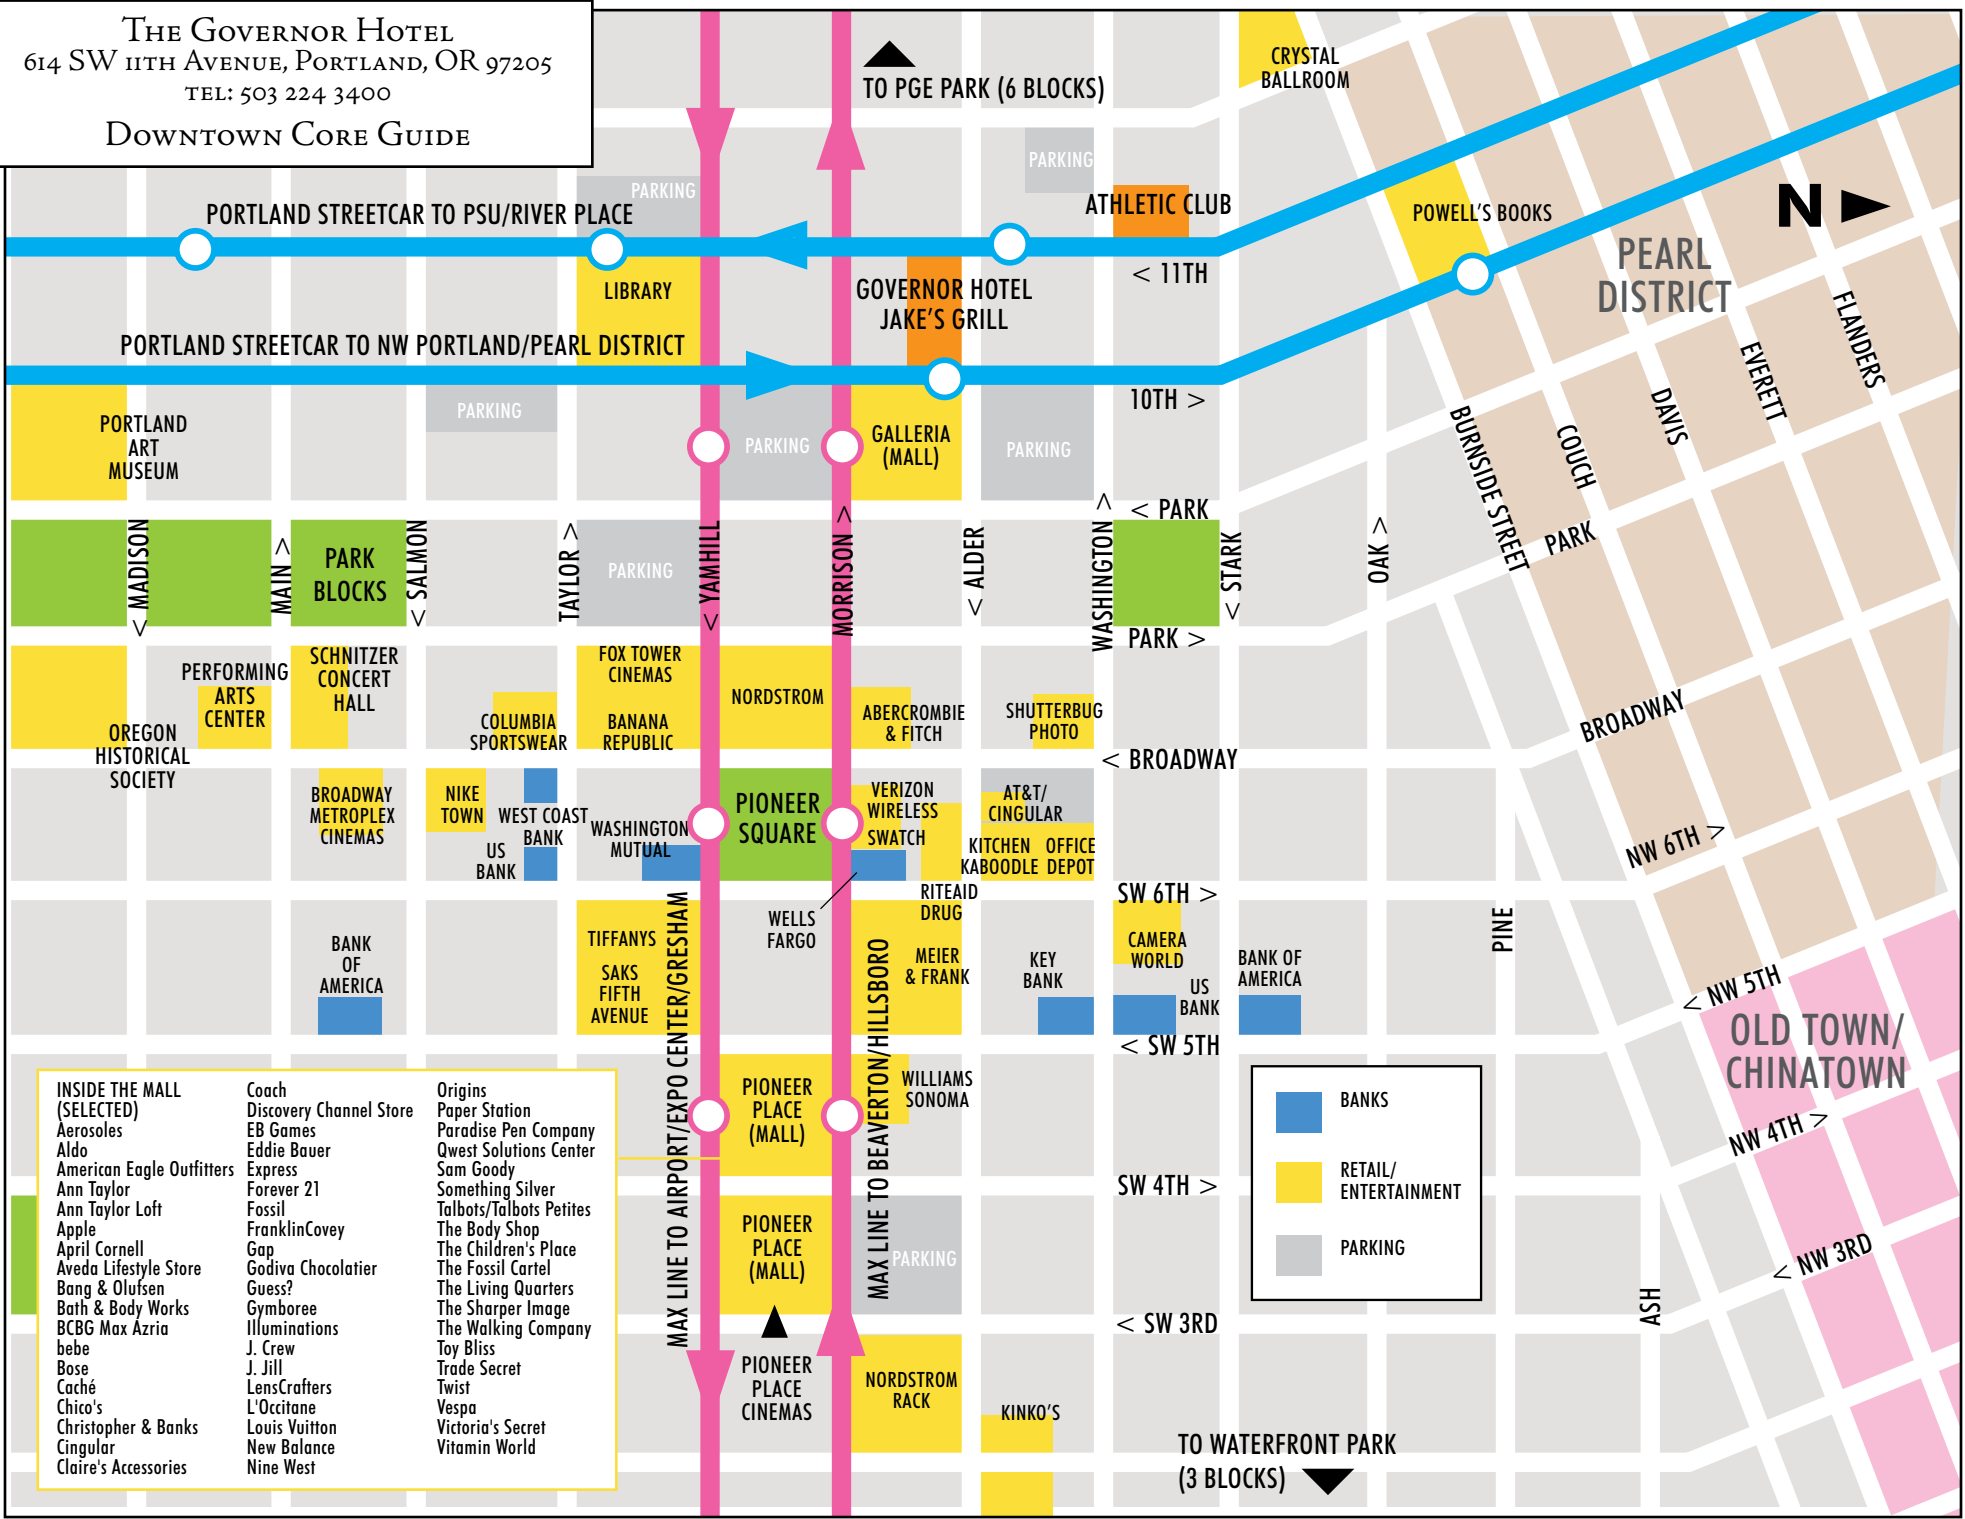 The Governor Hotel
614 SW 11th Avenue, Portland, OR 97205
tel: 503 224 3400
Downtown Core Guide
TO PGE PARK (6 BLOCKS)
CRYSTAL
BALLROOM
PARKING
PARKING
ATHLETIC CLUB
PORTLAND STREETCAR TO PSU/RIVER PLACE
POWELL'S BOOKS
N
PEARL
DISTRICT
< 11TH
LIBRARY
GOVERNOR HOTEL
JAKE'S GRILL
FLANDERS
EVERETT
DAVIS
COUCH
BURNSIDE STREET
PORTLAND STREETCAR TO NW PORTLAND/PEARL DISTRICT
10TH >
PORTLAND
ART
MUSEUM
PARKING
PARKING
GALLERIA
(MALL)
PARKING
< PARK
PARK
< MADISON
MAIN >
PARK
BLOCKS
< SALMON
TAYLOR >
PARKING
< YAMHILL
MORRISON >
< ALDER
WASHINGTON >
< STARK
OAK >
PARK >
PERFORMING
ARTS
CENTER
SCHNITZER
CONCERT
HALL
FOX TOWER
CINEMAS
NORDSTROM
BROADWAY
COLUMBIA
SPORTSWEAR
BANANA
REPUBLIC
ABERCROMBIE
& FITCH
SHUTTERBUG
PHOTO
OREGON
HISTORICAL
SOCIETY
< BROADWAY
BROADWAY
METROPLEX
CINEMAS
NIKE
TOWN
WEST COAST
BANK
US
BANK
WASHINGTON
MUTUAL
PIONEER
SQUARE
VERIZON
WIRELESS
SWATCH
AT&T/
CINGULAR
KITCHEN
KABOODLE
OFFICE
DEPOT
NW 6TH >
RITEAID
DRUG
SW 6TH >
WELLS
FARGO
PINE
BANK
OF
AMERICA
TIFFANYS
SAKS
FIFTH
AVENUE
MEIER
& FRANK
KEY
BANK
CAMERA
WORLD
US
BANK
BANK OF
AMERICA
< NW 5TH
OLD TOWN/
CHINATOWN
< SW 5TH
MAX LINE TO AIRPORT/EXPO CENTER/GRESHAM
MAX LINE TO BEAVERTON/HILLSBORO
PIONEER
PLACE
(MALL)
WILLIAMS
SONOMA
NW 4TH >
SW 4TH >
PIONEER
PLACE
(MALL)
PARKING
< NW 3RD
ASH
< SW 3RD
PIONEER
PLACE
CINEMAS
NORDSTROM
RACK
KINKO'S
TO WATERFRONT PARK
(3 BLOCKS)
BANKS
RETAIL/
ENTERTAINMENT
PARKING
INSIDE THE MALL
(SELECTED)
Aerosoles
Aldo
American Eagle Outfitters
Ann Taylor
Ann Taylor Loft
Apple
April Cornell
Aveda Lifestyle Store
Bang & Olufsen
Bath & Body Works
BCBG Max Azria
bebe
Bose
Caché
Chico's
Christopher & Banks
Cingular
Claire's Accessories
Coach
Discovery Channel Store
EB Games
Eddie Bauer
Express
Forever 21
Fossil
FranklinCovey
Gap
Godiva Chocolatier
Guess?
Gymboree
Illuminations
J. Crew
J. Jill
LensCrafters
L'Occitane
Louis Vuitton
New Balance
Nine West
Origins
Paper Station
Paradise Pen Company
Qwest Solutions Center
Sam Goody
Something Silver
Talbots/Talbots Petites
The Body Shop
The Children's Place
The Fossil Cartel
The Living Quarters
The Sharper Image
The Walking Company
Toy Bliss
Trade Secret
Twist
Vespa
Victoria's Secret
Vitamin World